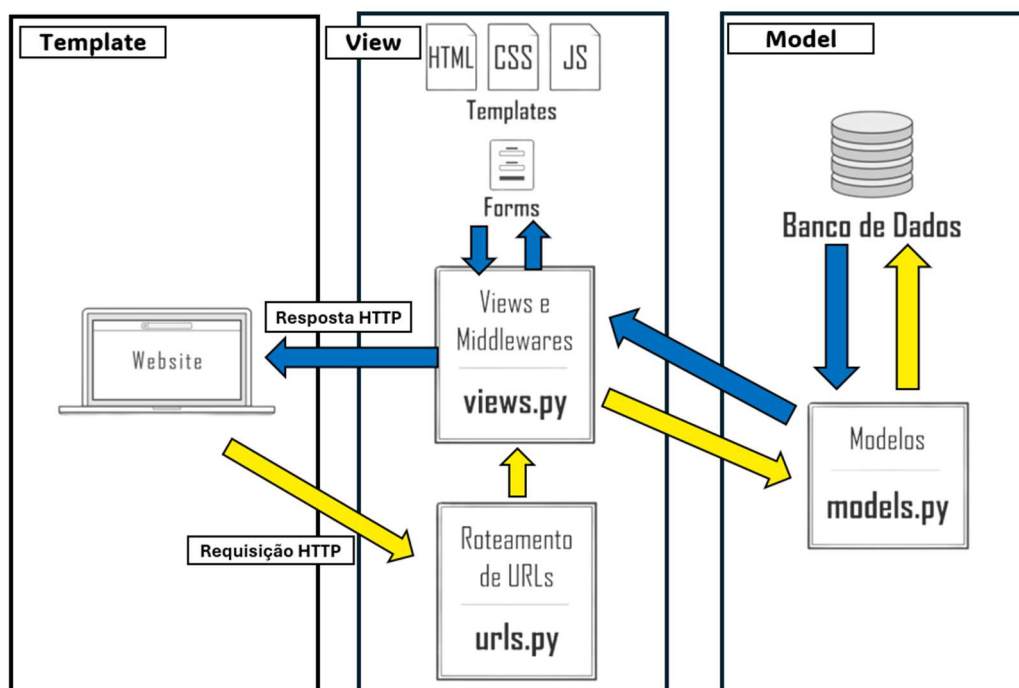 Template
View
Model
HTML
CSS
JS
Templates
Forms
Banco de Dados
Website
Resposta HTTP
Views e
Middlewares
views.py
Modelos
models.py
Requisição HTTP
Roteamento
de URLs
urls.py